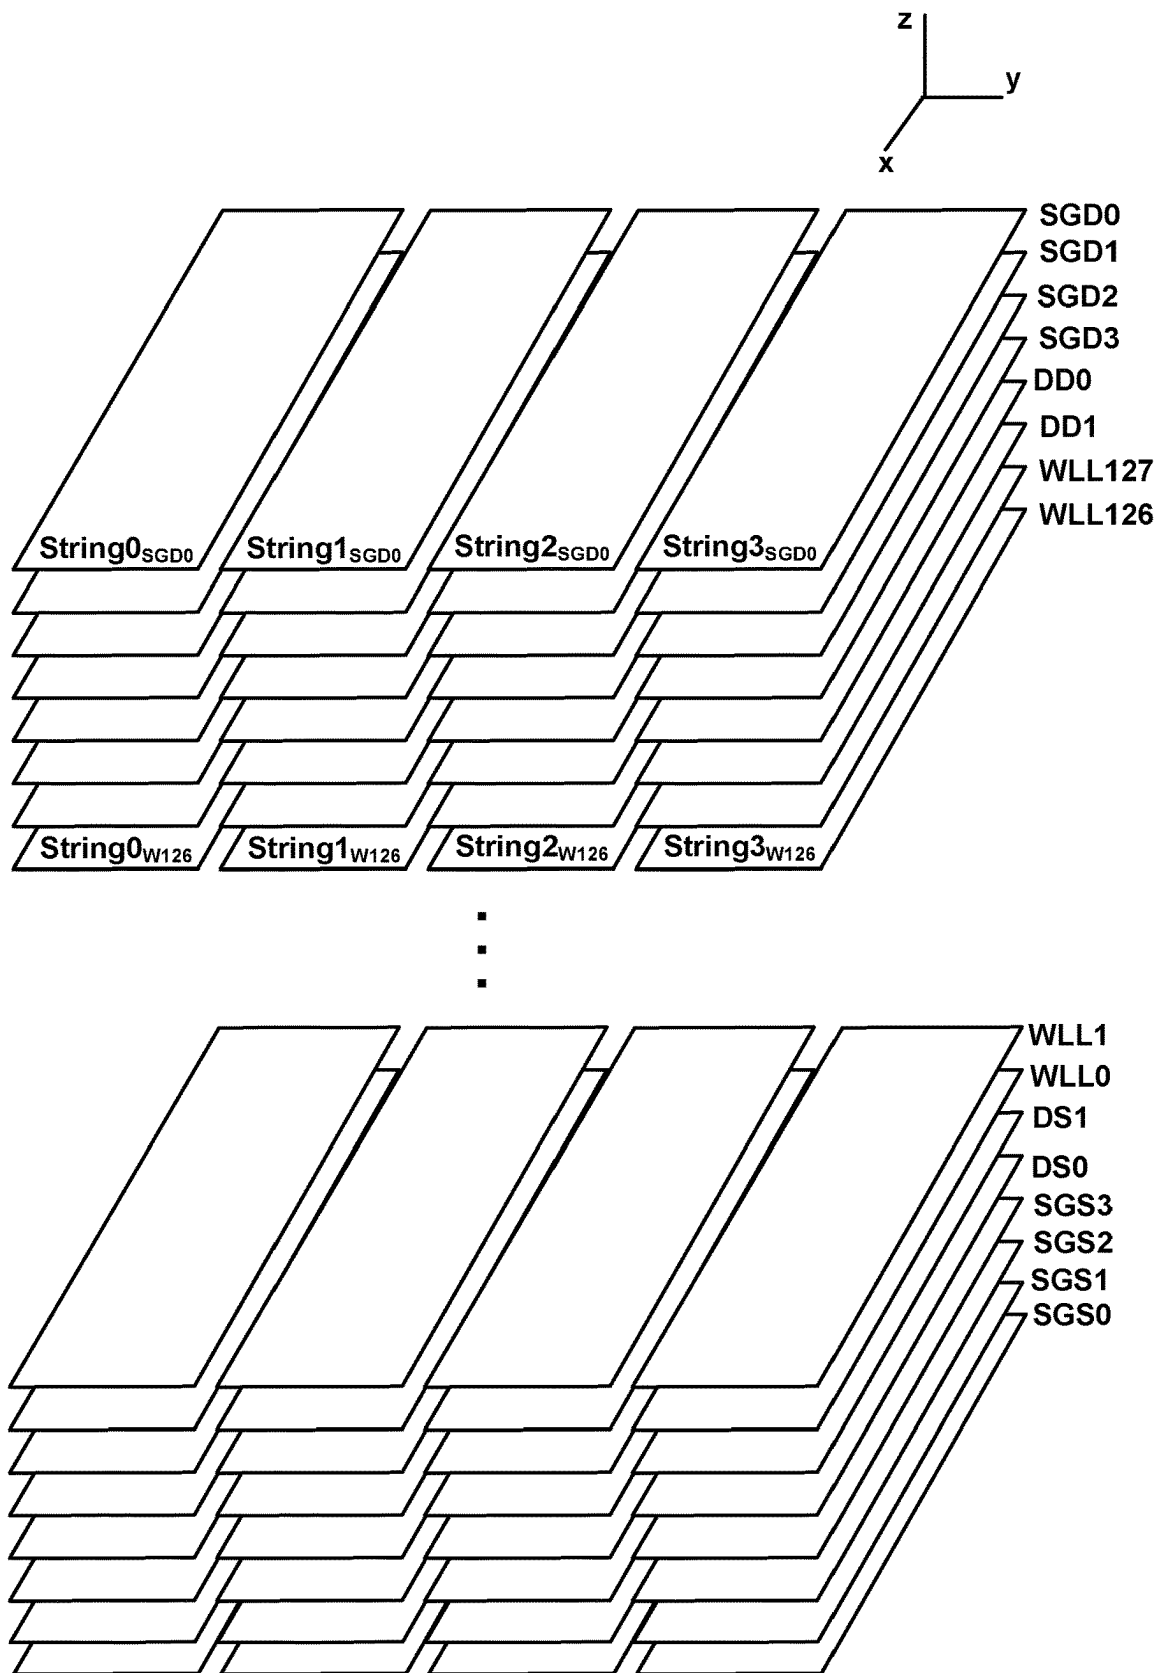 z
y
x
SGD0
SGD1
SGD2
SGD3
DD0
DD1
WLL127
WLL126
String0SGD0 String1SGD0 String2SGD0 String3SGD0
String0W126 String1W126 String2W126 String3W126
WLL1
WLL0
DS1
DS0
SGS3
SGS2
SGS1
SGS0